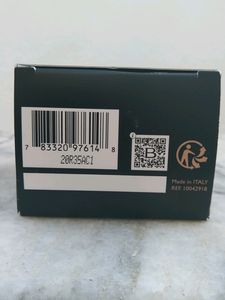 7 83320 97614 8
20R35AC1
B
Made in ITALY
REF. 10042918